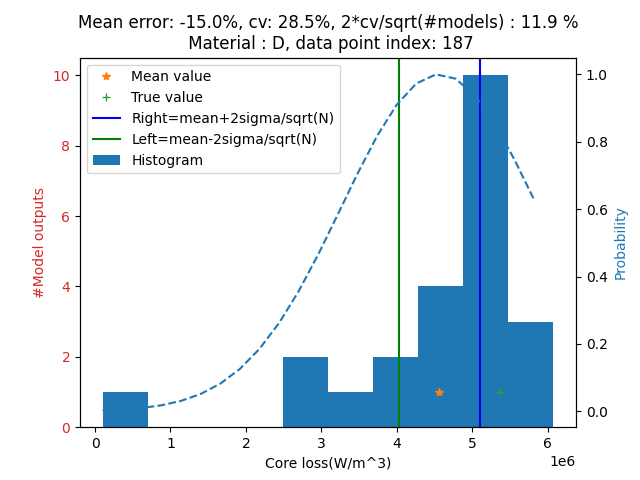 Mean error: -15.0%, cv: 28.5%, 2*cv/sqrt(#models) : 11.9 %
Material : D, data point index: 187
Mean value
True value
Right=mean+2sigma/sqrt(N)
Left=mean-2sigma/sqrt(N)
Histogram
#Model outputs
10
8
6
4
2
0
Probability
1.0
0.8
0.6
0.4
0.2
0.0
0 1 2 3 4 5 6
1e6
Core loss(W/m^3)